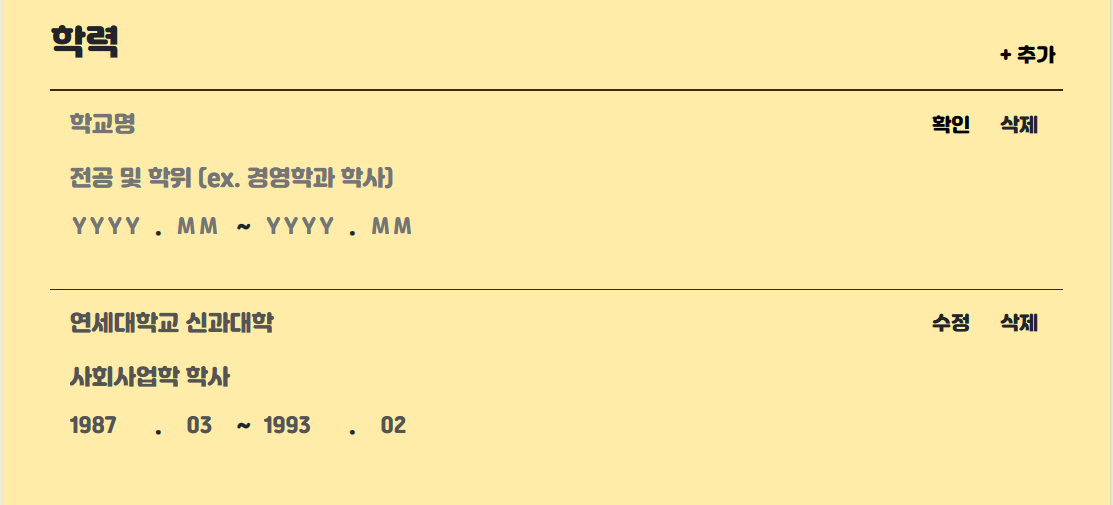 학력
+ 추가
학교명 확인 삭제
전공 및 학위 (ex. 경영학과 학사)
YYYY . MM ~ YYYY . MM
연세대학교 신과대학 수정 삭제
사회사업학 학사
1987 . 03 ~ 1993 . 02